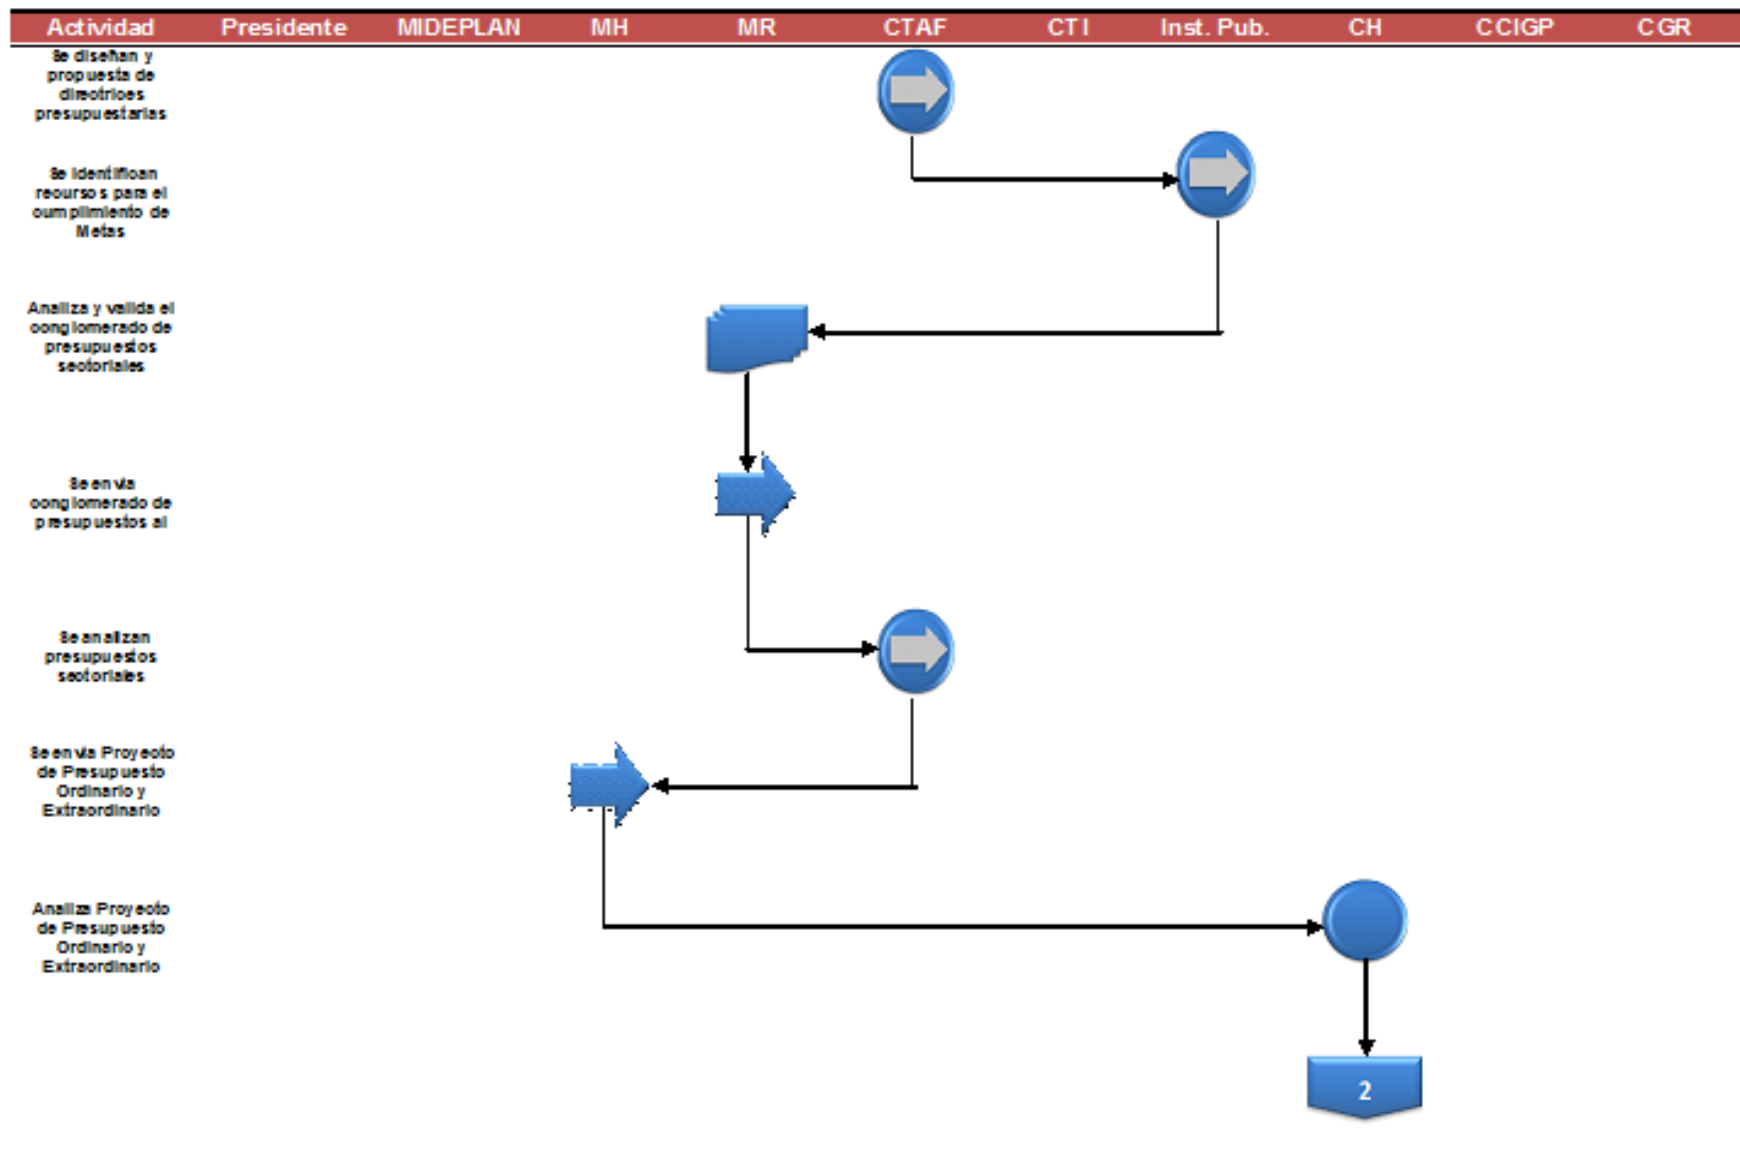 Actividad Presidente MIDEPLAN MH MR CTAF CTI Inst. Pub. CH CCIGP CGR
Se diseñan y
propuesta de
directrices
presupuestarias
Se identifican
recursos para el
cumplimiento de
Metas
Analiza y valida el
conglomerado de
presupuestos
sectoriales
Se envia
conglomerado de
presupuestos al
Se analizan
presupuestos
sectoriales
Se envia Proyecto
de Presupuesto
Ordinario y
Extraordinario
Analiza Proyecto
de Presupuesto
Ordinario y
Extraordinario
2